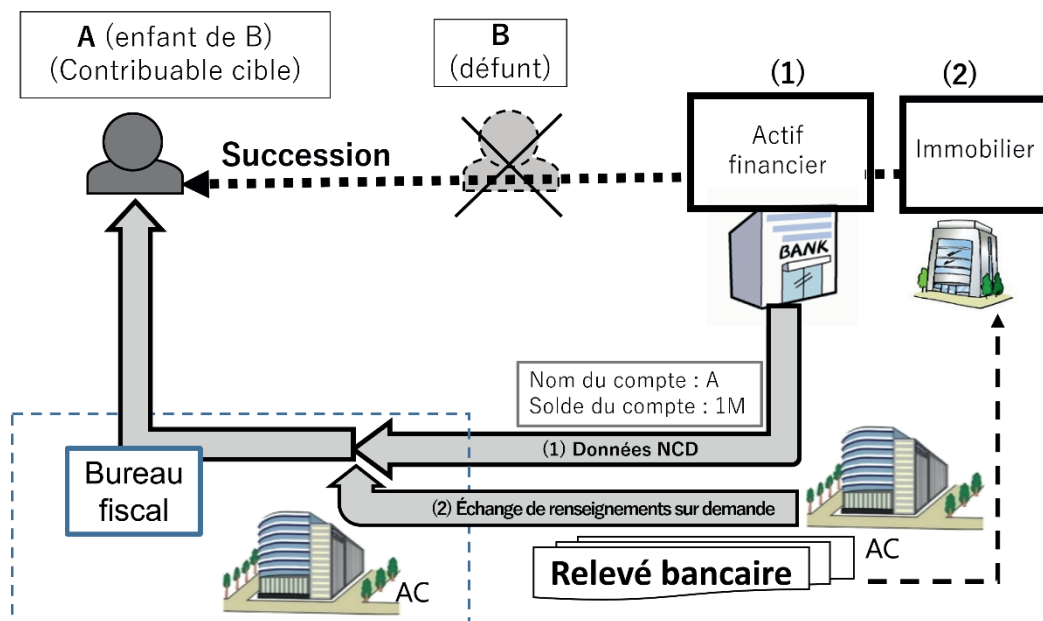 A (enfant de B)
(Contribuable cible)
B
(défunt)
(1)
(2)
Actif
financier
Immobilier
Succession
BANK
Nom du compte : A
Solde du compte : 1M
(1) Données NCD
Bureau
fiscal
(2) Échange de renseignements sur demande
AC
Relevé bancaire
AC